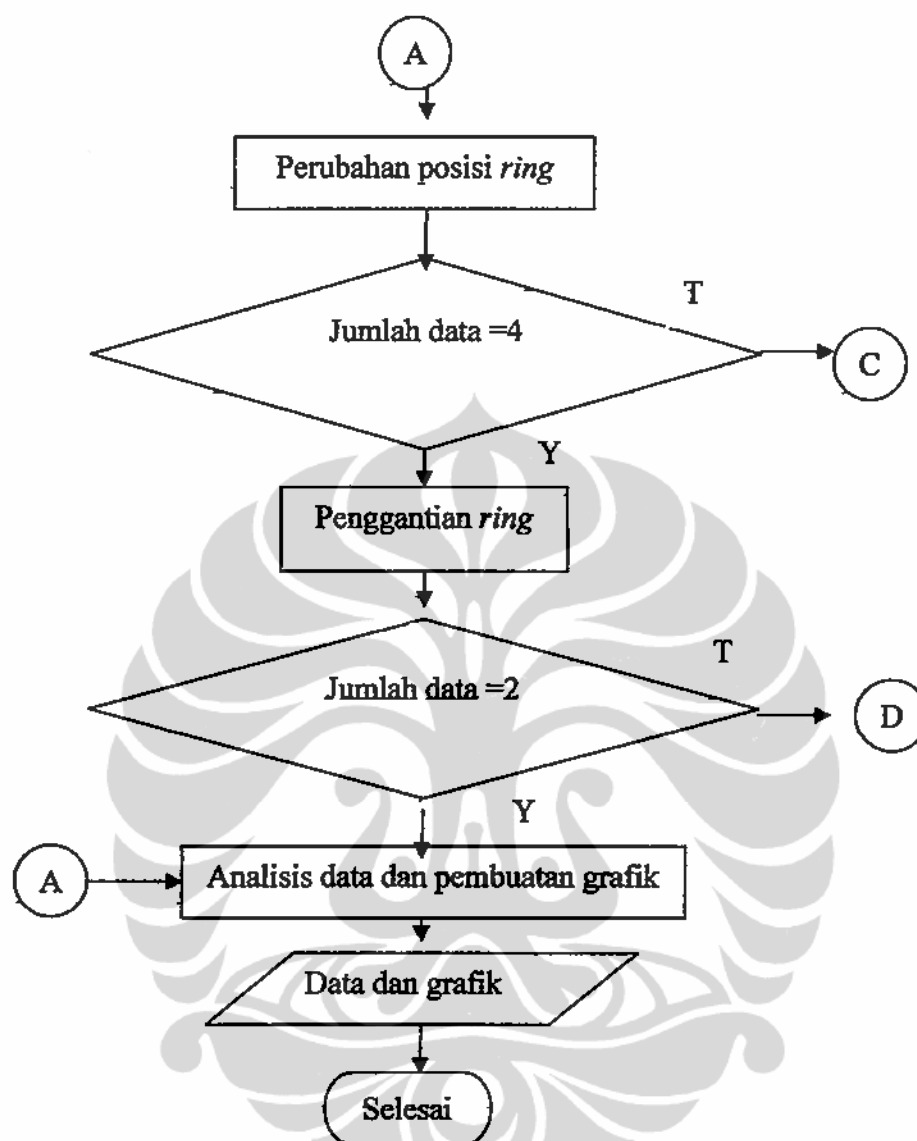 A
Perubahan posisi ring
T
Jumlah data =4
C
Y
Penggantian ring
T
Jumlah data =2
D
Y
A
Analisis data dan pembuatan grafik
Data dan grafik
Selesai